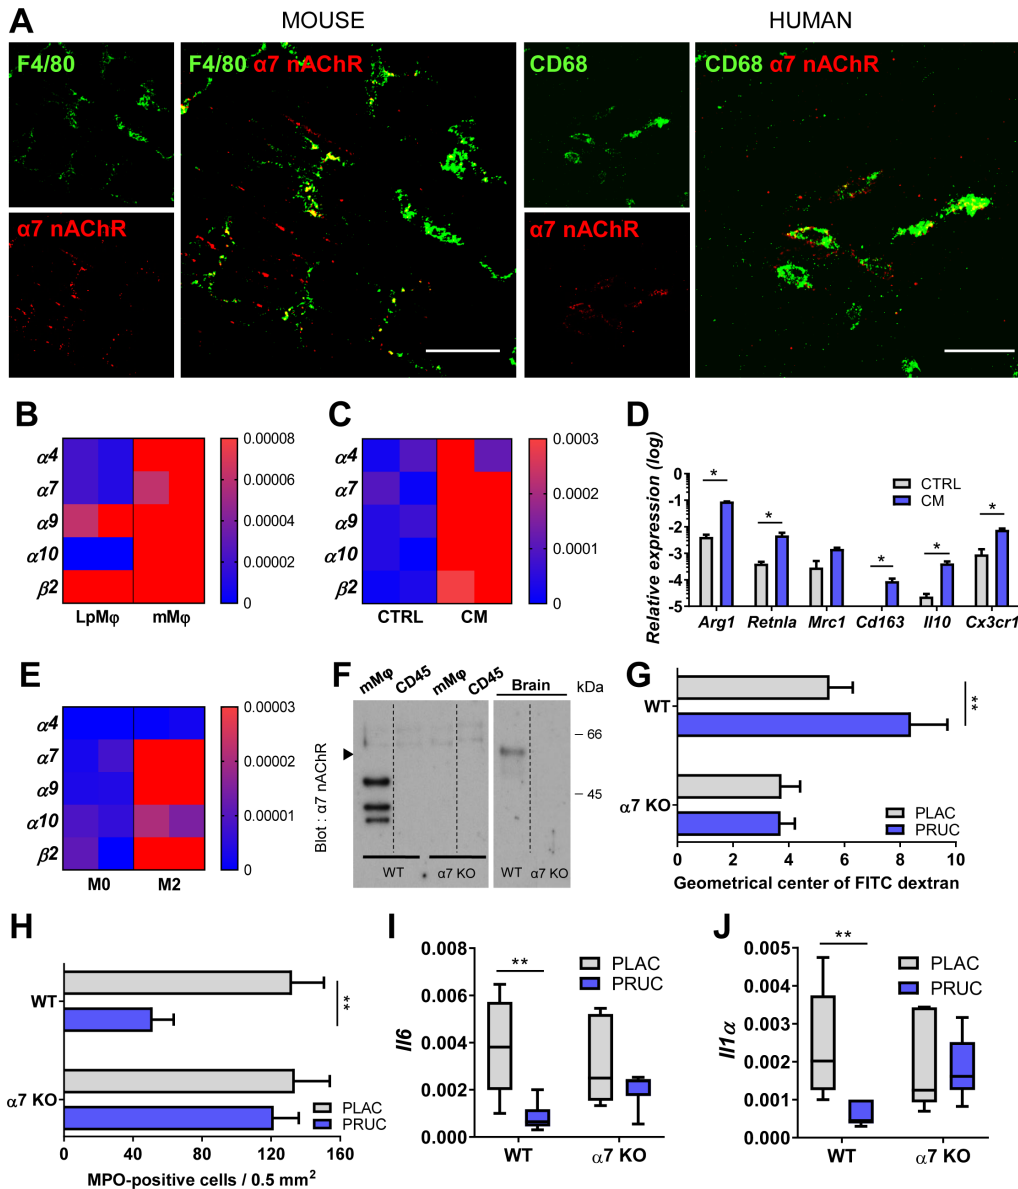 A
MOUSE
HUMAN
F4/80
F4/80 α7 nAChR
CD68
CD68 α7 nAChR
α7 nAChR
α7 nAChR
B
α4
α7
α9
α10
β2
LpMφ
mMφ
0.00008
0.00006
0.00004
0.00002
0
C
α4
α7
α9
α10
β2
CTRL
CM
0.0003
0.0002
0.0001
0
D
Relative expression (log)
0
-1
-2
-3
-4
-5
CTRL
CM
*
*
*
*
*
Arg1
Retnla
Mrc1
Cd163
Il10
Cx3cr1
E
α4
α7
α9
α10
β2
M0
M2
0.00003
0.00002
0.00001
0
F
mMφ
CD45
mMφ
CD45
Brain
kDa
66
45
Blot : α7 nAChR
WT
α7 KO
WT
α7 KO
G
WT
α7 KO
**
PLAC
PRUC
0 2 4 6 8 10
Geometrical center of FITC dextran
H
WT
α7 KO
**
PLAC
PRUC
0 40 80 120 160
MPO-positive cells / 0.5 mm²
I
Il6
0.008
0.006
0.004
0.002
0.000
**
PLAC
PRUC
WT
α7 KO
J
Il1α
0.005
0.004
0.003
0.002
0.001
0.000
**
PLAC
PRUC
WT
α7 KO